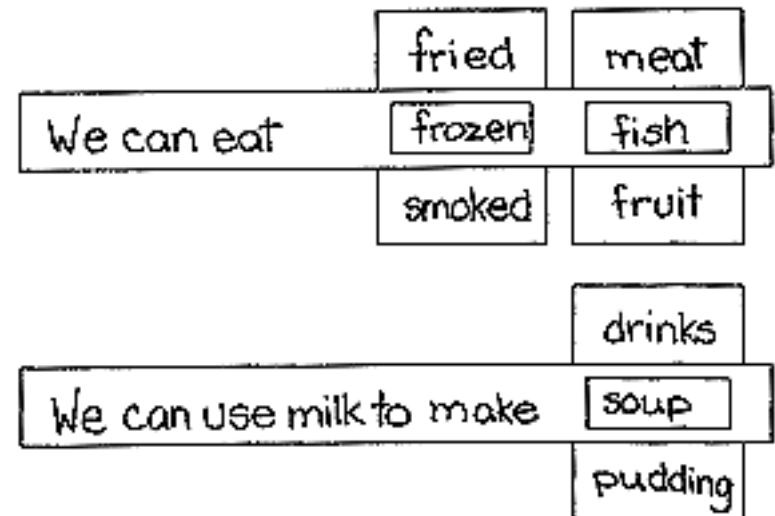 fried meat
We can eat frozen fish
smoked fruit
drinks
We can use milk to make soup
pudding